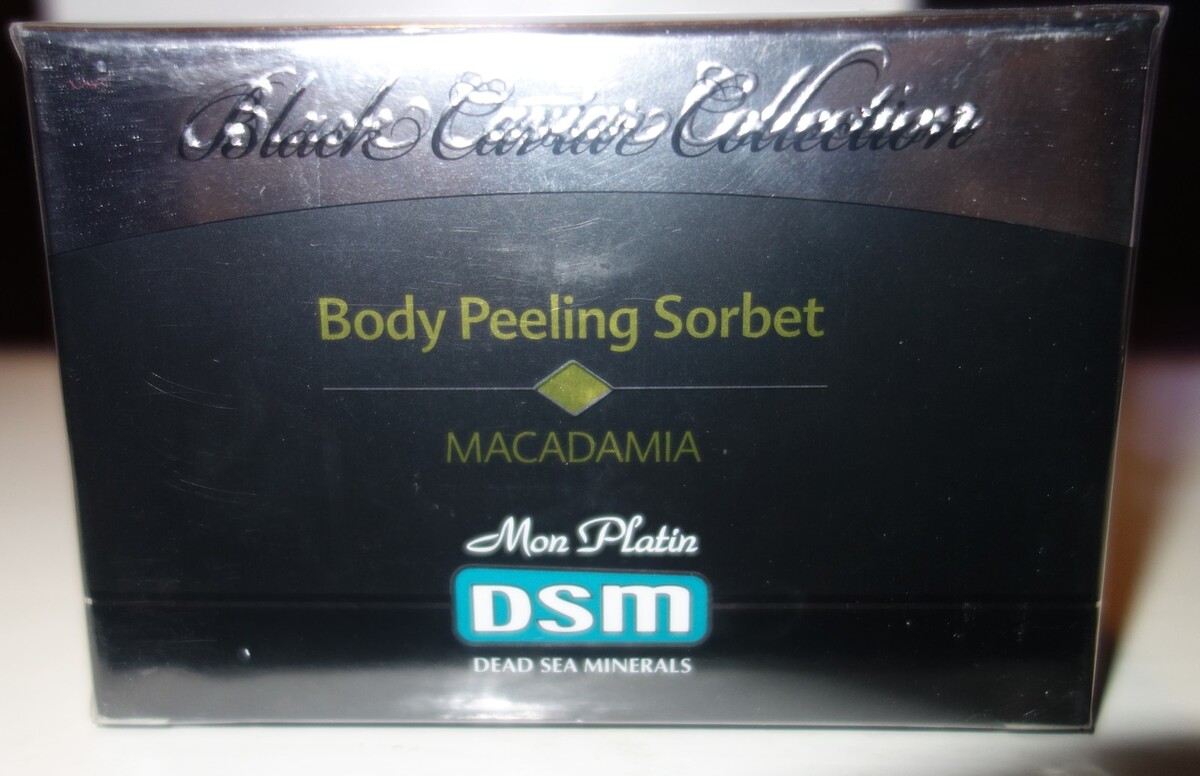 Black Caviar Collection
Body Peeling Sorbet
MACADAMIA
Mon Platin
DSM
DEAD SEA MINERALS